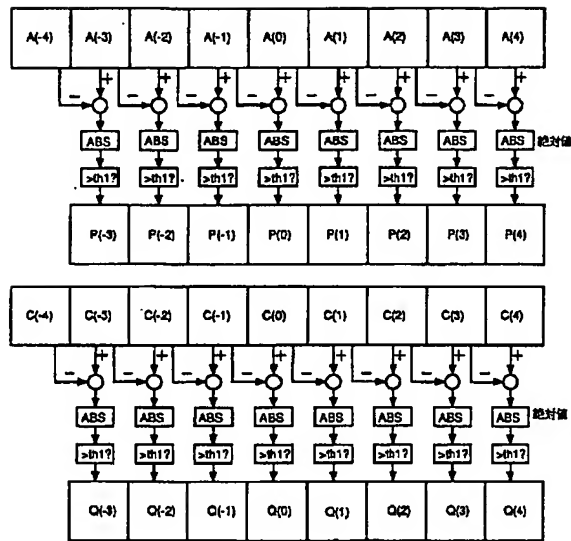 A(-4) A(-3) A(-2) A(-1) A(0) A(1) A(2) A(3) A(4)
− + − + − + − + − + − + − + − +
ABS ABS ABS ABS ABS ABS ABS ABS 絶対値
>th1? >th1? >th1? >th1? >th1? >th1? >th1? >th1?
P(-3) P(-2) P(-1) P(0) P(1) P(2) P(3) P(4)
C(-4) C(-3) C(-2) C(-1) C(0) C(1) C(2) C(3) C(4)
− + − + − + − + − + − + − + − +
ABS ABS ABS ABS ABS ABS ABS ABS 絶対値
>th1? >th1? >th1? >th1? >th1? >th1? >th1? >th1?
Q(-3) Q(-2) Q(-1) Q(0) Q(1) Q(2) Q(3) Q(4)